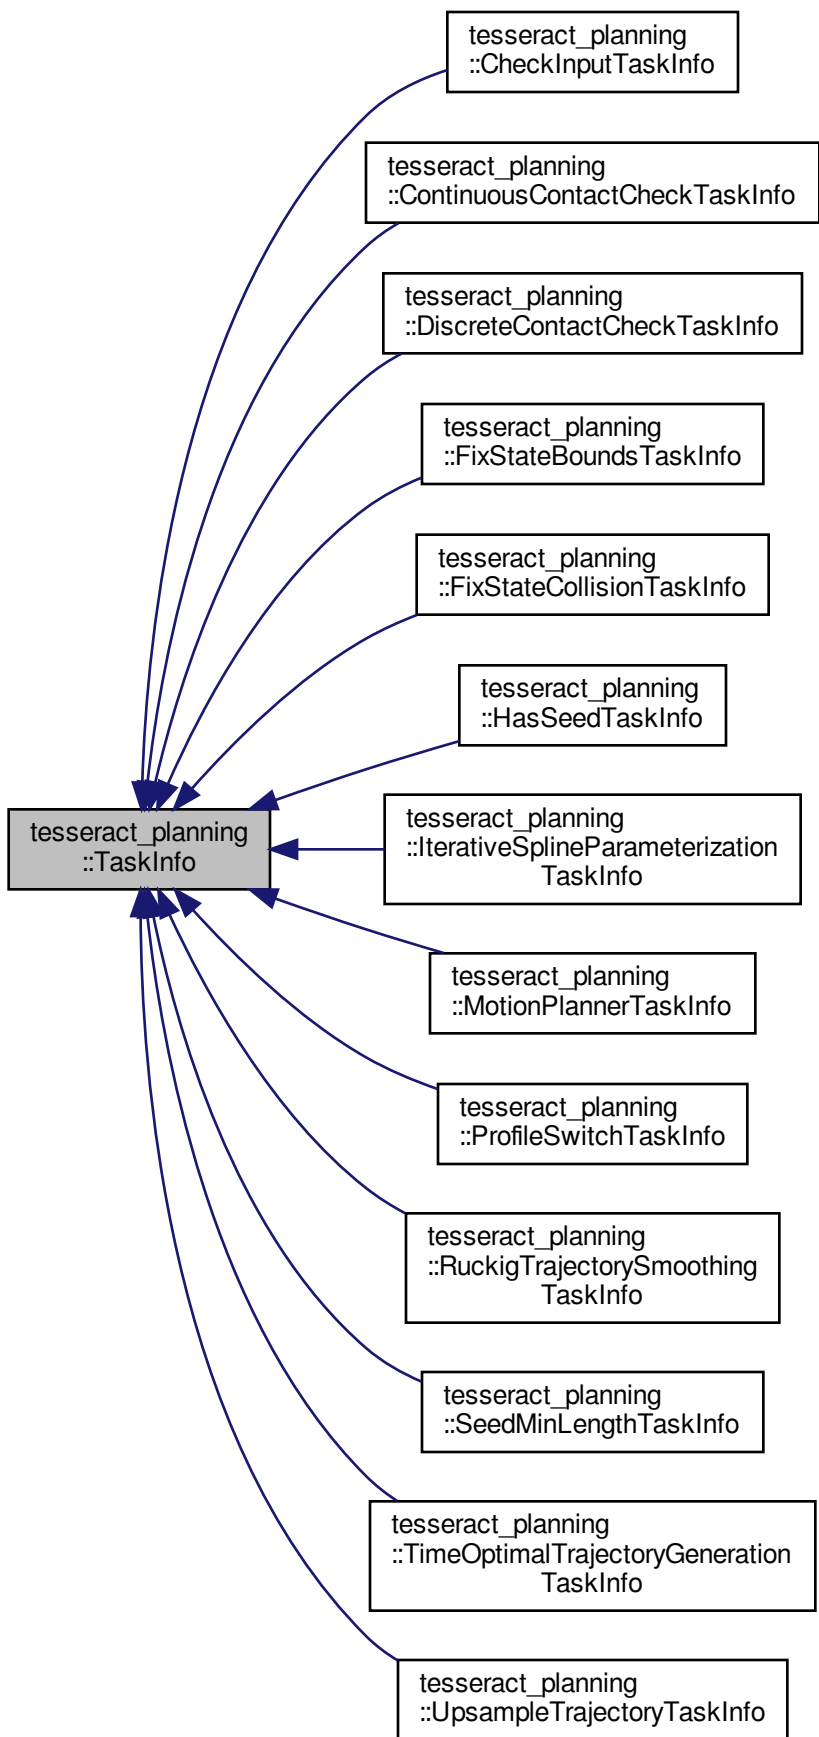 tesseract_planning
::CheckInputTaskInfo
tesseract_planning
::ContinuousContactCheckTaskInfo
tesseract_planning
::DiscreteContactCheckTaskInfo
tesseract_planning
::FixStateBoundsTaskInfo
tesseract_planning
::FixStateCollisionTaskInfo
tesseract_planning
::HasSeedTaskInfo
tesseract_planning
::TaskInfo
tesseract_planning
::IterativeSplineParameterization
TaskInfo
tesseract_planning
::MotionPlannerTaskInfo
tesseract_planning
::ProfileSwitchTaskInfo
tesseract_planning
::RuckigTrajectorySmoothing
TaskInfo
tesseract_planning
::SeedMinLengthTaskInfo
tesseract_planning
::TimeOptimalTrajectoryGeneration
TaskInfo
tesseract_planning
::UpsampleTrajectoryTaskInfo